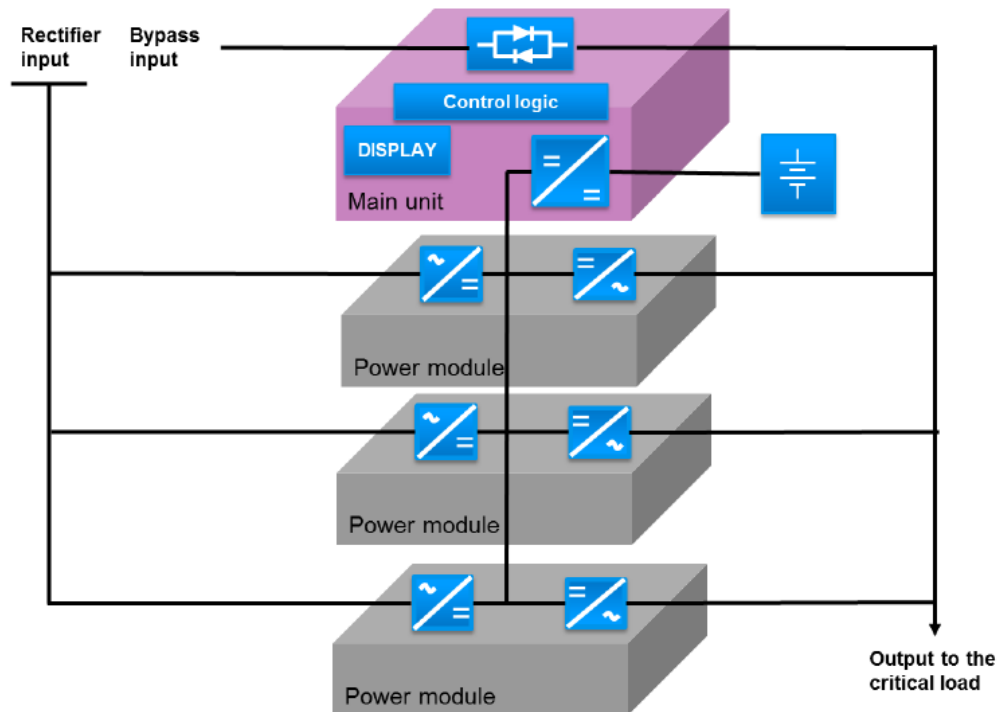 Rectifier
input
Bypass
input
Control logic
DISPLAY
Main unit
Power module
Power module
Power module
Output to the
critical load